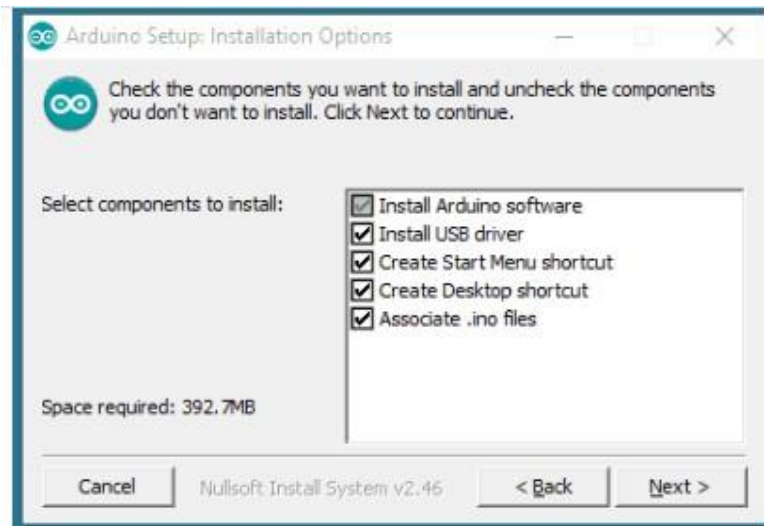 Arduino Setup: Installation Options
Check the components you want to install and uncheck the components
you don't want to install. Click Next to continue.
Select components to install:
Install Arduino software
Install USB driver
Create Start Menu shortcut
Create Desktop shortcut
Associate .ino files
Space required: 392.7MB
Cancel
Nullsoft Install System v2.46
< Back
Next >